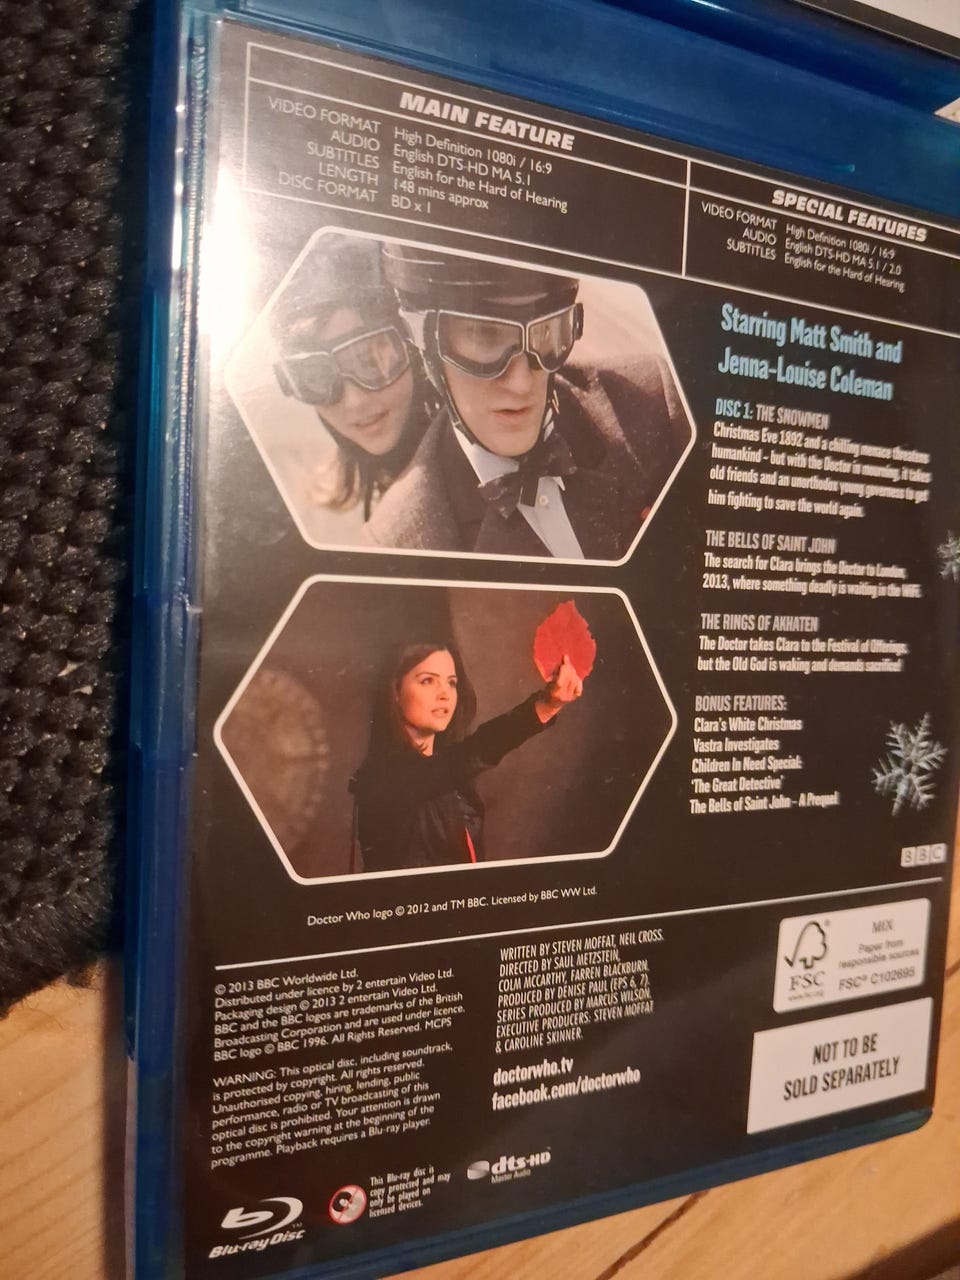 MAIN FEATURE
VIDEO FORMAT High Definition 1080i / 16:9
AUDIO English DTS-HD MA 5.1
SUBTITLES English for the Hard of Hearing
LENGTH 148 mins approx
DISC FORMAT BD x 1
SPECIAL FEATURES
VIDEO FORMAT High Definition 1080i / 16:9
AUDIO English DTS-HD MA 5.1 / 2.0
SUBTITLES English for the Hard of Hearing
Starring Matt Smith and
Jenna-Louise Coleman
DISC 1: THE SNOWMEN
Christmas Eve 1892 and a chilling menace threatens
humankind - but with the Doctor in mourning, it takes
old friends and an unorthodox young governess to get
him fighting to save the world again.
THE BELLS OF SAINT JOHN
The search for Clara brings the Doctor to London,
2013, where something deadly is waiting in the WiFi.
THE RINGS OF AKHATEN
The Doctor takes Clara to the Festival of Offerings,
but the Old God is waking and demands sacrifice!
BONUS FEATURES:
Clara's White Christmas
Vastra Investigates
Children In Need Special:
'The Great Detective'
The Bells of Saint John - A Prequel
BBC
Doctor Who logo © 2012 and TM BBC. Licensed by BBC WW Ltd.
© 2013 BBC Worldwide Ltd.
Distributed under licence by 2 entertain Video Ltd.
Packaging design © 2013 2 entertain Video Ltd.
BBC and the BBC logos are trademarks of the British
Broadcasting Corporation and are used under licence.
BBC logo © BBC 1996. All Rights Reserved. MCPS
WARNING: This optical disc, including soundtrack,
is protected by copyright. All rights reserved.
Unauthorised copying, hiring, lending, public
performance, radio or TV broadcasting of this
optical disc is prohibited. Your attention is drawn
to the copyright warning at the beginning of the
programme. Playback requires a Blu-ray player.
WRITTEN BY STEVEN MOFFAT, NEIL CROSS.
DIRECTED BY SAUL METZSTEIN,
COLM MCCARTHY, FARREN BLACKBURN.
PRODUCED BY DENISE PAUL (EPS 6, 7).
SERIES PRODUCED BY MARCUS WILSON.
EXECUTIVE PRODUCERS: STEVEN MOFFAT
& CAROLINE SKINNER.
doctorwho.tv
facebook.com/doctorwho
FSC
www.fsc.org
MIX
Paper from
responsible sources
FSC® C102695
NOT TO BE
SOLD SEPARATELY
Blu-ray Disc™
This Blu-ray disc is
copy protected and may
only be played on
licensed devices.
dts-HD
Master Audio